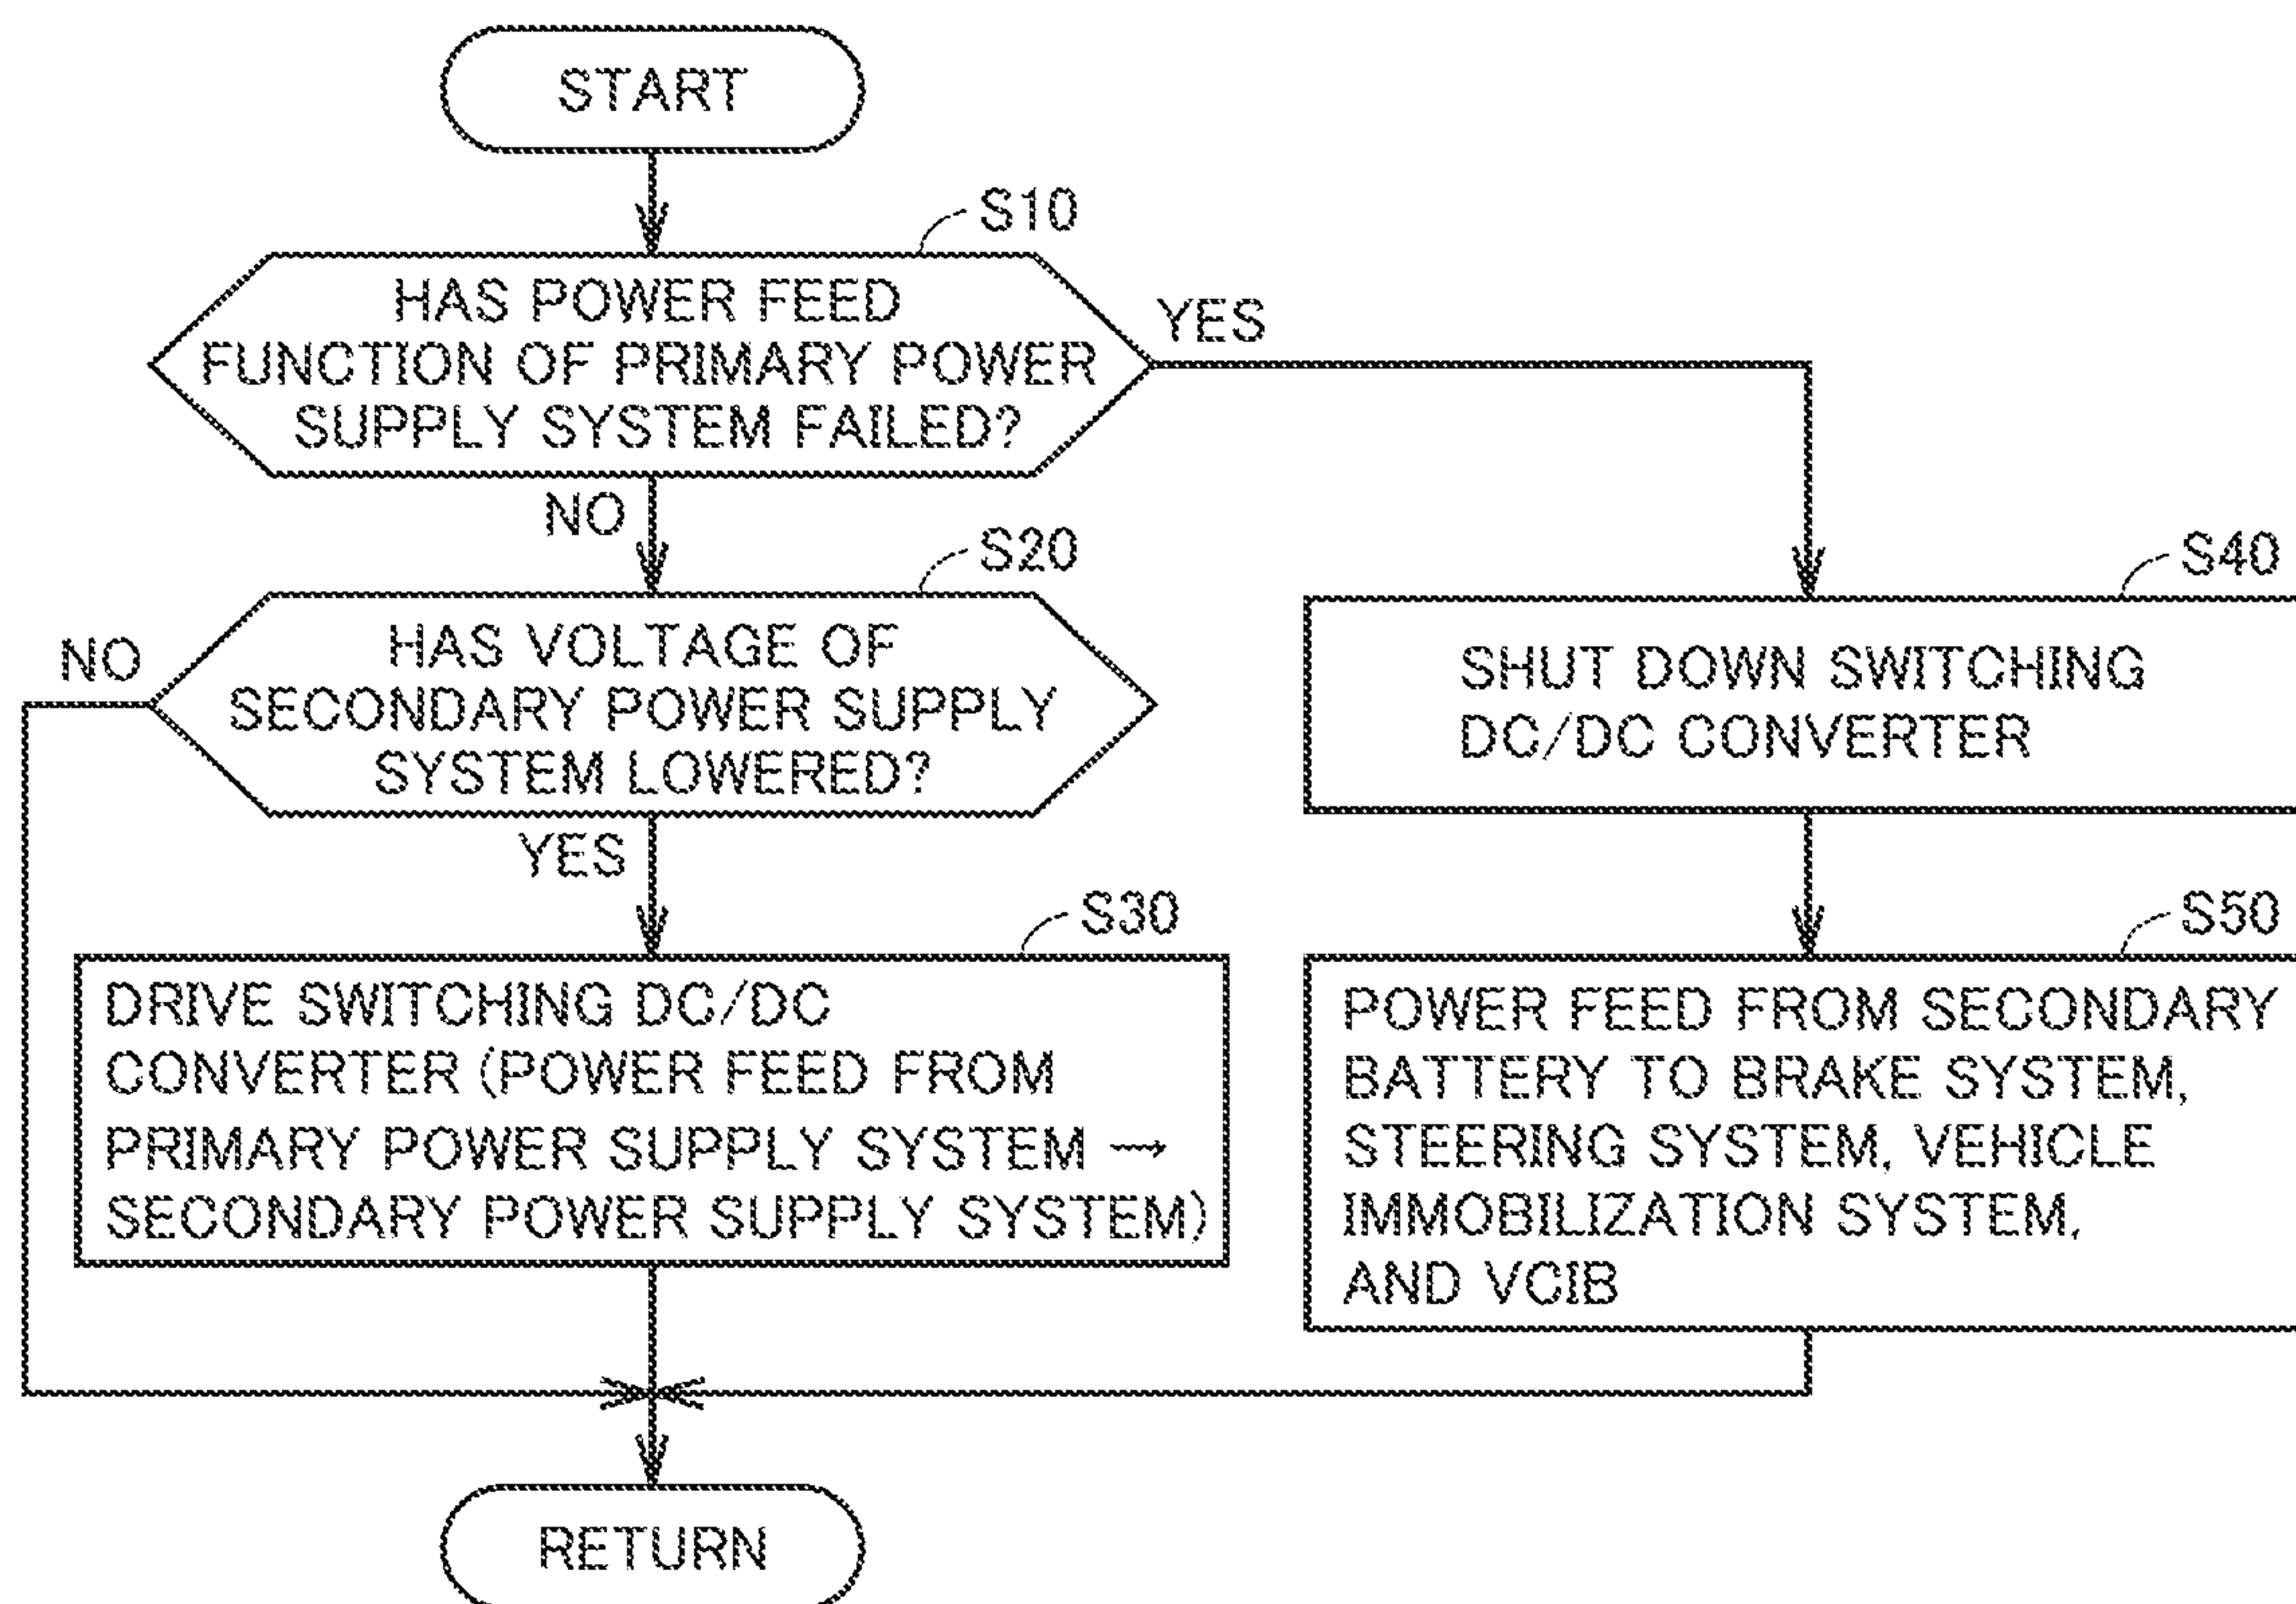 START
S10
HAS POWER FEED
FUNCTION OF PRIMARY POWER
SUPPLY SYSTEM FAILED?
YES
NO
S20
HAS VOLTAGE OF
SECONDARY POWER SUPPLY
SYSTEM LOWERED?
NO
YES
S30
DRIVE SWITCHING DC/DC
CONVERTER (POWER FEED FROM
PRIMARY POWER SUPPLY SYSTEM →
SECONDARY POWER SUPPLY SYSTEM)
S40
SHUT DOWN SWITCHING
DC/DC CONVERTER
S50
POWER FEED FROM SECONDARY
BATTERY TO BRAKE SYSTEM,
STEERING SYSTEM, VEHICLE
IMMOBILIZATION SYSTEM,
AND VCIB
RETURN